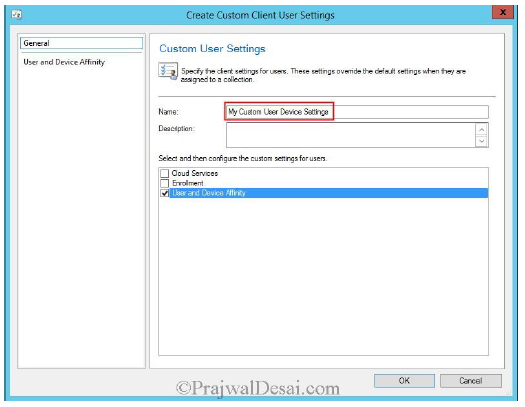 Create Custom Client User Settings
X
General
User and Device Affinity
Custom User Settings
Specify the client settings for users. These settings override the default settings when they are
assigned to a collection.
Name:
My Custom User Device Settings
Description:
Select and then configure the custom settings for users.
Cloud Services
Enrollment
User and Device Affinity
OK
Cancel
©PrajwalDesai.com